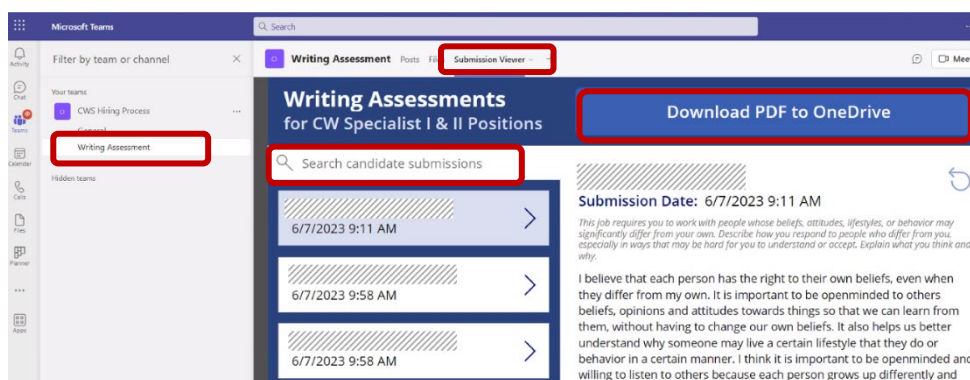 Microsoft Teams
Search
Activity
Chat
Teams
Calendar
Calls
Files
Planner
Apps
Filter by team or channel
Your teams
CWS Hiring Process
General
Writing Assessment
Hidden teams
Writing Assessment Posts Submission Viewer
Meet
Writing Assessments
for CW Specialist I & II Positions
Download PDF to OneDrive
Search candidate submissions
6/7/2023 9:11 AM
6/7/2023 9:58 AM
6/7/2023 9:58 AM
Submission Date: 6/7/2023 9:11 AM
This job requires you to work with people whose beliefs, attitudes, lifestyles, or behavior may
significantly differ from your own. Describe how you respond to people who differ from you,
especially in ways that may be hard for you to understand or accept. Explain what you think and
why.
I believe that each person has the right to their own beliefs, even when
they differ from my own. It is important to be openminded to others
beliefs, opinions and attitudes towards things so that we can learn from
them, without having to change our own beliefs. It also helps us better
understand why someone may live a certain lifestyle that they do or
behavior in a certain manner. I think it is important to be openminded and
willing to listen to others because each person grows up differently and